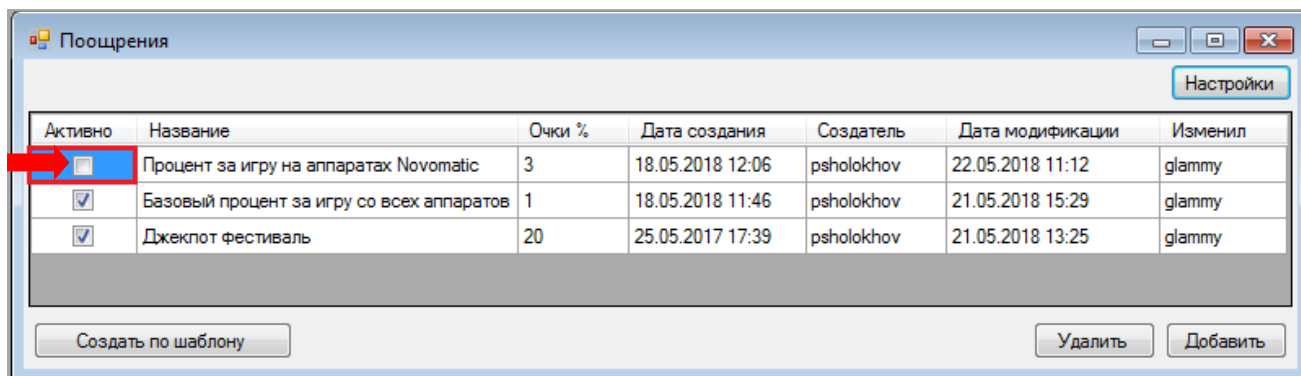 Поощрения
Настройки
Активно Название Очки % Дата создания Создатель Дата модификации Изменил
Процент за игру на аппаратах Novomatic 3 18.05.2018 12:06 psholokhov 22.05.2018 11:12 glammy
Базовый процент за игру со всех аппаратов 1 18.05.2018 11:46 psholokhov 21.05.2018 15:29 glammy
Джекпот фестиваль 20 25.05.2017 17:39 psholokhov 21.05.2018 13:25 glammy
Создать по шаблону Удалить Добавить